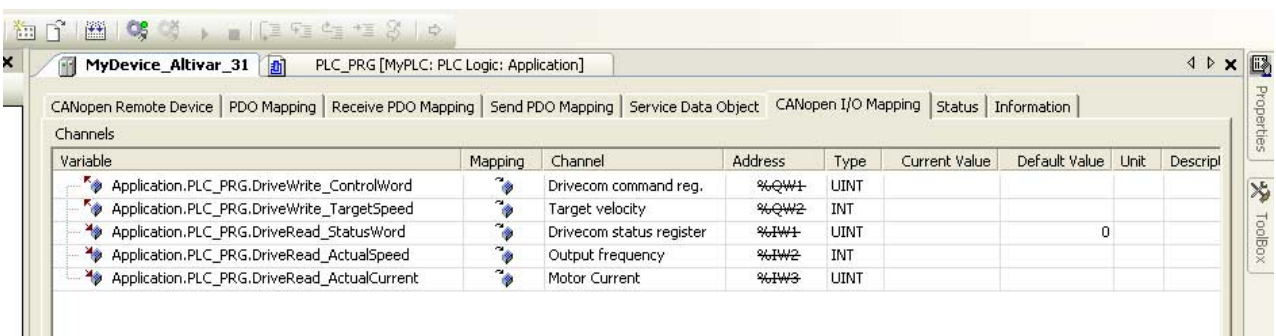 MyDevice_Altivar_31 PLC_PRG [MyPLC: PLC Logic: Application]
CANopen Remote Device PDO Mapping Receive PDO Mapping Send PDO Mapping Service Data Object CANopen I/O Mapping Status Information
Channels
Variable Mapping Channel Address Type Current Value Default Value Unit Descript
Application.PLC_PRG.DriveWrite_ControlWord Drivecom command reg. %QW1 UINT
Application.PLC_PRG.DriveWrite_TargetSpeed Target velocity %QW2 INT
Application.PLC_PRG.DriveRead_StatusWord Drivecom status register %IW1 UINT 0
Application.PLC_PRG.DriveRead_ActualSpeed Output frequency %IW2 INT
Application.PLC_PRG.DriveRead_ActualCurrent Motor Current %IW3 UINT
Properties
ToolBox